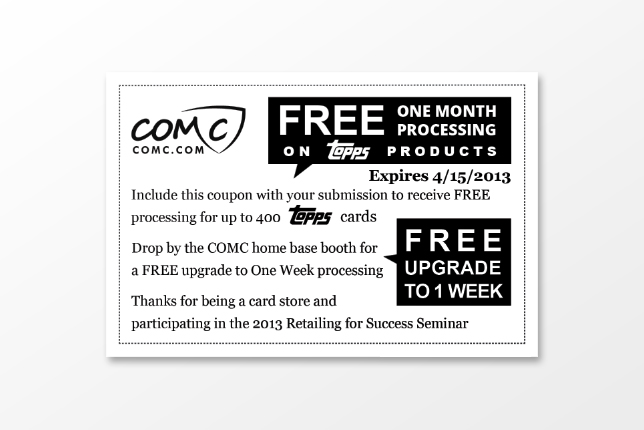 COMC
COMC.COM
FREE ONE MONTH PROCESSING
ON Topps PRODUCTS
Expires 4/15/2013
Include this coupon with your submission to receive FREE
processing for up to 400 Topps cards
Drop by the COMC home base booth for
a FREE upgrade to One Week processing
FREE
UPGRADE
TO 1 WEEK
Thanks for being a card store and
participating in the 2013 Retailing for Success Seminar